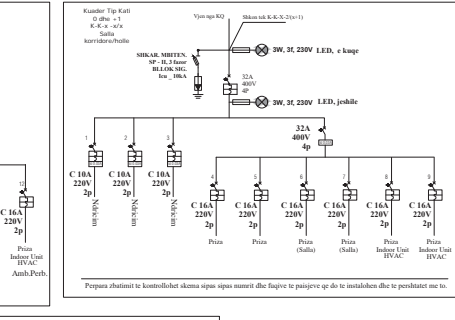 Kuader Tip Kati
0 dhe +1
K-K-x -x/x
Salla
korridore/holle
Vjen nga KQ
Shkon tek K-K-X-2/(x+1)
SHKAR. MBITEN.
SP - II, 3 fazor
BLLOK SIG.
Icu _ 10kA
3W, 3f, 230V LED, e kuqe
32A
400V
4P
3W, 3f, 230V LED, jeshile
32A
400V
4p
1
2
3
C 10A
220V
2p
C 10A
220V
2p
C 10A
220V
2p
Ndricim
Ndricim
Ndricim
4
5
6
7
8
9
C 16A
220V
2p
C 16A
220V
2p
C 16A
220V
2p
C 16A
220V
2p
C 16A
220V
2p
C 16A
220V
2p
Priza
Priza
Priza
(Salla)
Priza
(Salla)
Priza
Indoor Unit
HVAC
Priza
Indoor Unit
HVAC
12
C 16A
220V
2p
Priza
Indoor Unit
HVAC
Amb.Perb.
Perpara zbatimit te kontrollohet skema sipas sipas numrit dhe fuqive te paisjeve qe do te instalohen dhe te pershtatet me to.